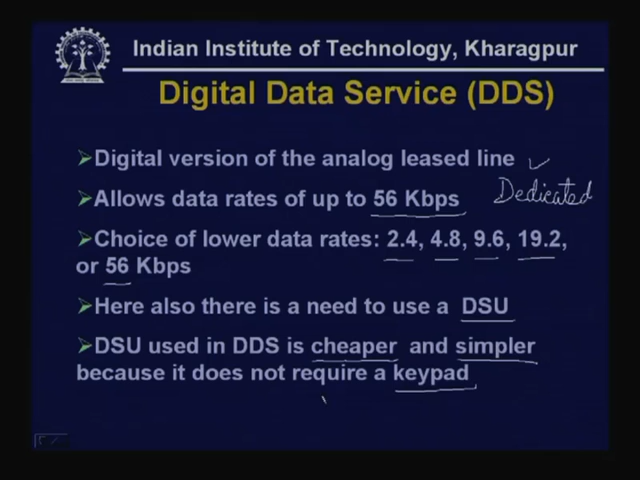 Indian Institute of Technology, Kharagpur
Digital Data Service (DDS)
Digital version of the analog leased line
Dedicated
Allows data rates of up to 56 Kbps
Choice of lower data rates: 2.4, 4.8, 9.6, 19.2,
or 56 Kbps
Here also there is a need to use a DSU
DSU used in DDS is cheaper and simpler
because it does not require a keypad